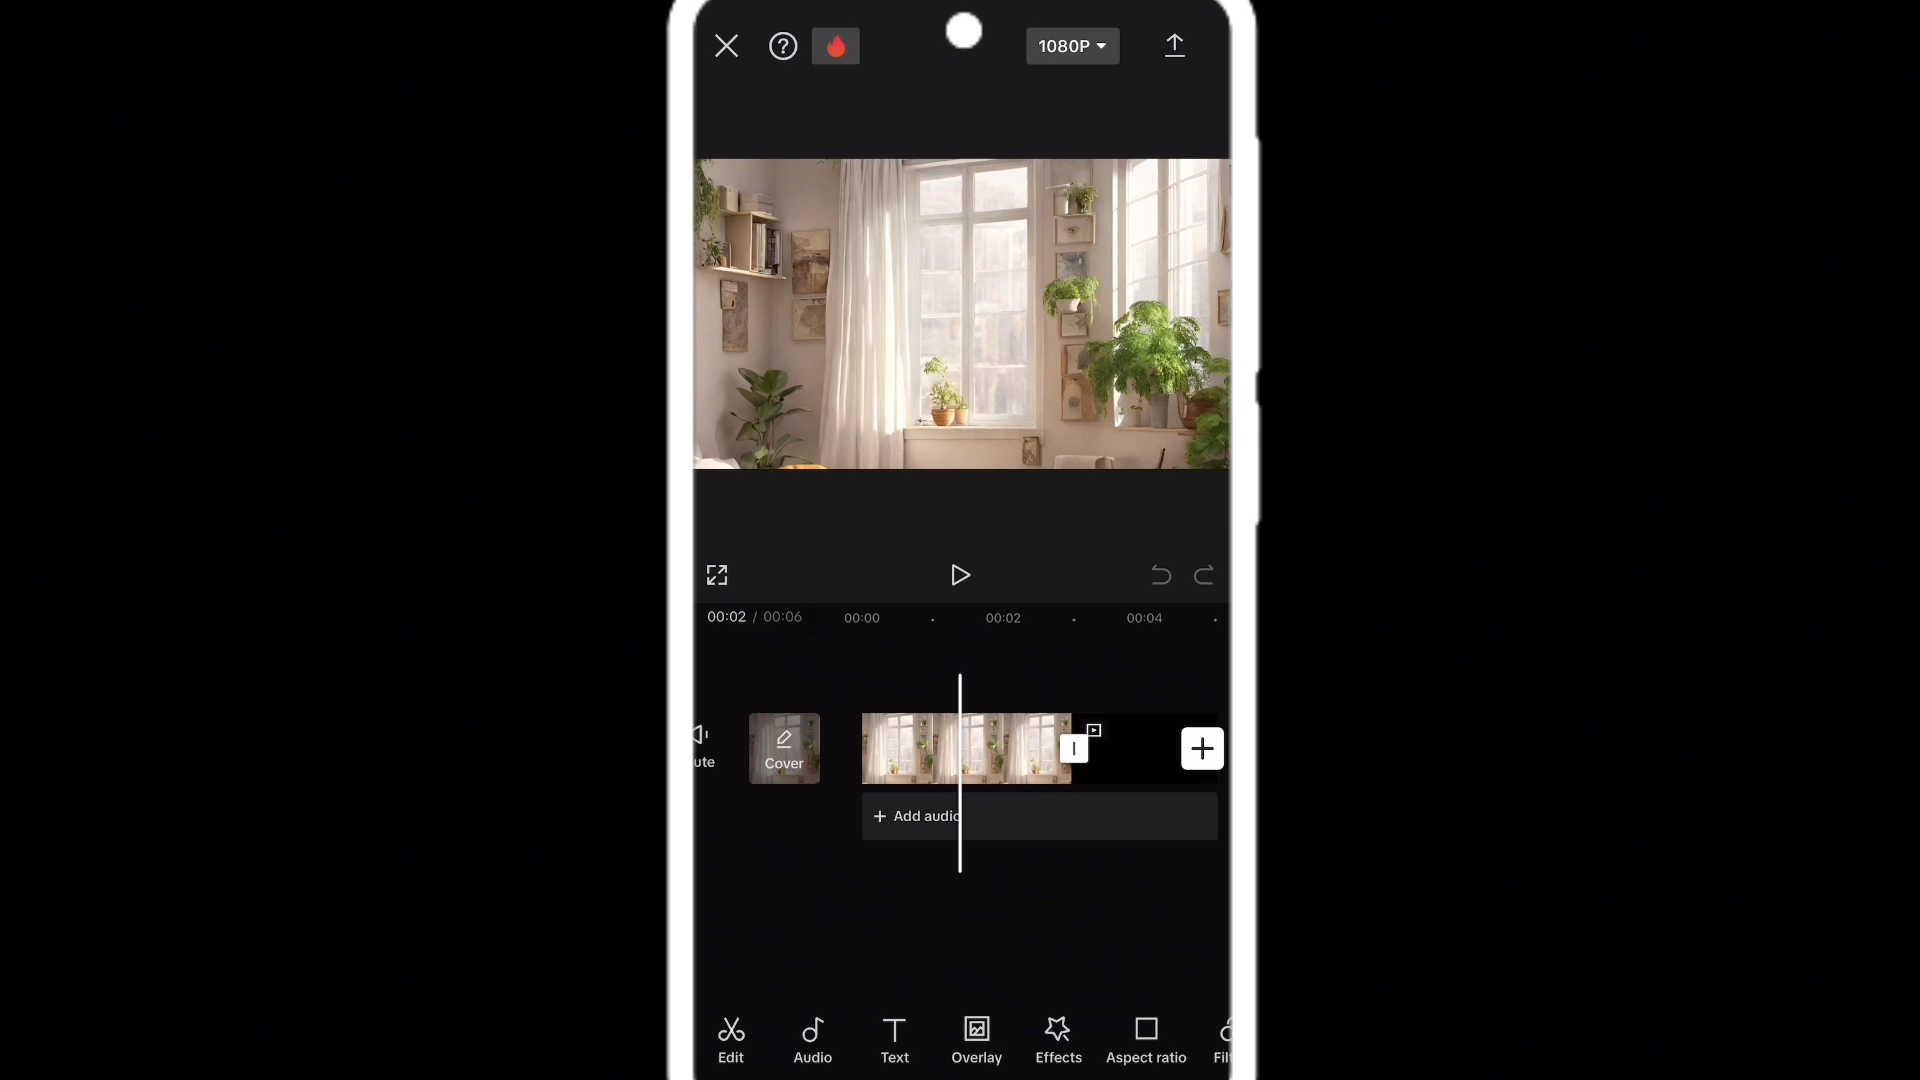 1080P
00:02 / 00:06 00:00 00:02 00:04
ute
Cover
+ Add audio
Edit Audio Text Overlay Effects Aspect ratio Filt